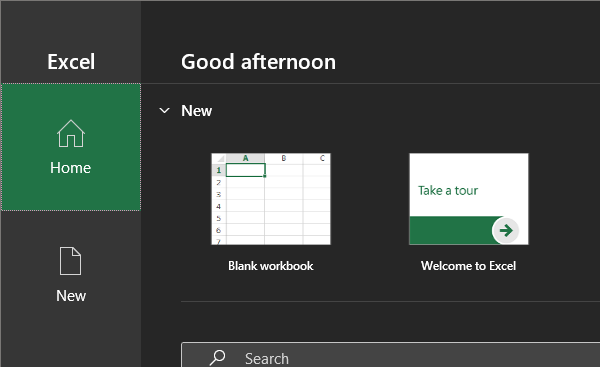 Excel
Good afternoon
Home
New
New
A B C
1
2
3
4
5
6
7
Blank workbook
Take a tour
Welcome to Excel
Search